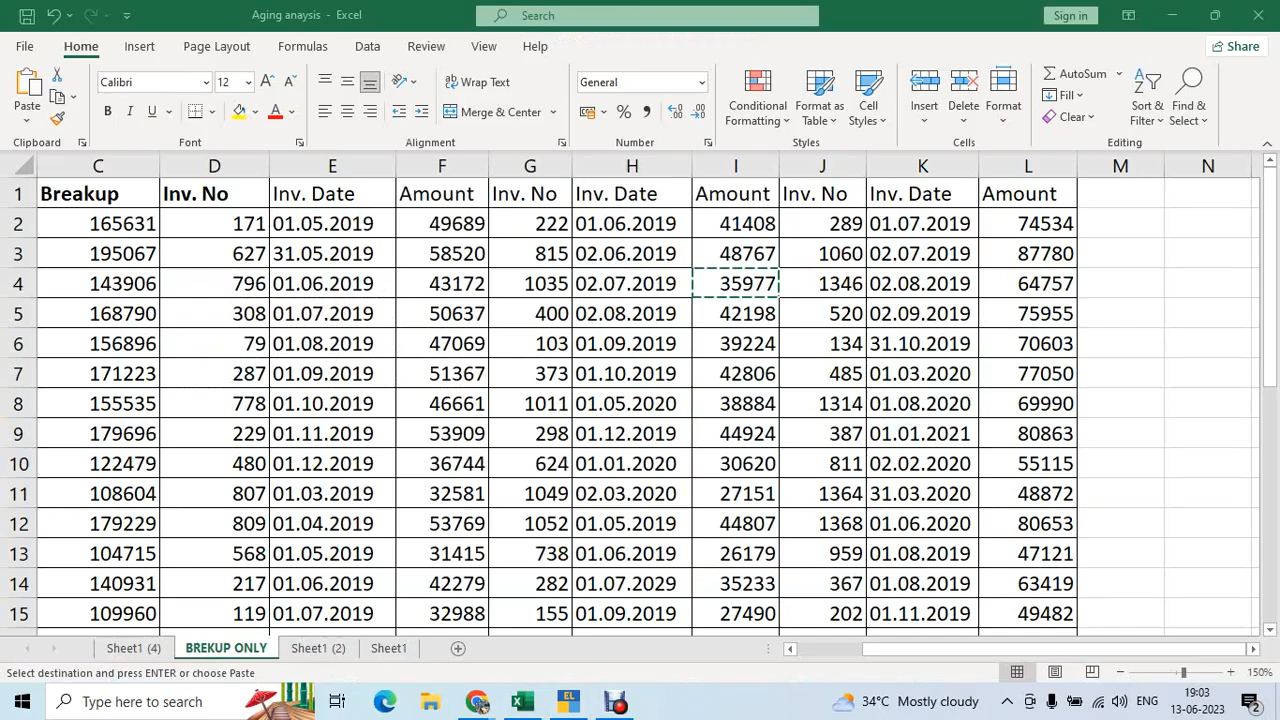 Aging anaysis - Excel
Search
Sign in
File Home Insert Page Layout Formulas Data Review View Help Share
Paste
Calibri 12
B I U A
Clipboard Font
Wrap Text
Merge & Center
Alignment
General
Number
Conditional Formatting
Format as Table
Cell Styles
Styles
Insert Delete Format
Cells
AutoSum
Fill
Clear
Sort & Filter
Find & Select
Editing
C D E F G H I J K L M N
1 Breakup Inv. No Inv. Date Amount Inv. No Inv. Date Amount Inv. No Inv. Date Amount
2 165631 171 01.05.2019 49689 222 01.06.2019 41408 289 01.07.2019 74534
3 195067 627 31.05.2019 58520 815 02.06.2019 48767 1060 02.07.2019 87780
4 143906 796 01.06.2019 43172 1035 02.07.2019 35977 1346 02.08.2019 64757
5 168790 308 01.07.2019 50637 400 02.08.2019 42198 520 02.09.2019 75955
6 156896 79 01.08.2019 47069 103 01.09.2019 39224 134 31.10.2019 70603
7 171223 287 01.09.2019 51367 373 01.10.2019 42806 485 01.03.2020 77050
8 155535 778 01.10.2019 46661 1011 01.05.2020 38884 1314 01.08.2020 69990
9 179696 229 01.11.2019 53909 298 01.12.2019 44924 387 01.01.2021 80863
10 122479 480 01.12.2019 36744 624 01.01.2020 30620 811 02.02.2020 55115
11 108604 807 01.03.2019 32581 1049 02.03.2020 27151 1364 31.03.2020 48872
12 179229 809 01.04.2019 53769 1052 01.05.2019 44807 1368 01.06.2020 80653
13 104715 568 01.05.2019 31415 738 01.06.2019 26179 959 01.08.2019 47121
14 140931 217 01.06.2019 42279 282 01.07.2029 35233 367 01.08.2019 63419
15 109960 119 01.07.2019 32988 155 01.09.2019 27490 202 01.11.2019 49482
Sheet1 (4) BREKUP ONLY Sheet1 (2) Sheet1
Select destination and press ENTER or choose Paste
150%
Type here to search
EL
34°C Mostly cloudy
ENG
19:03
13-06-2023
2